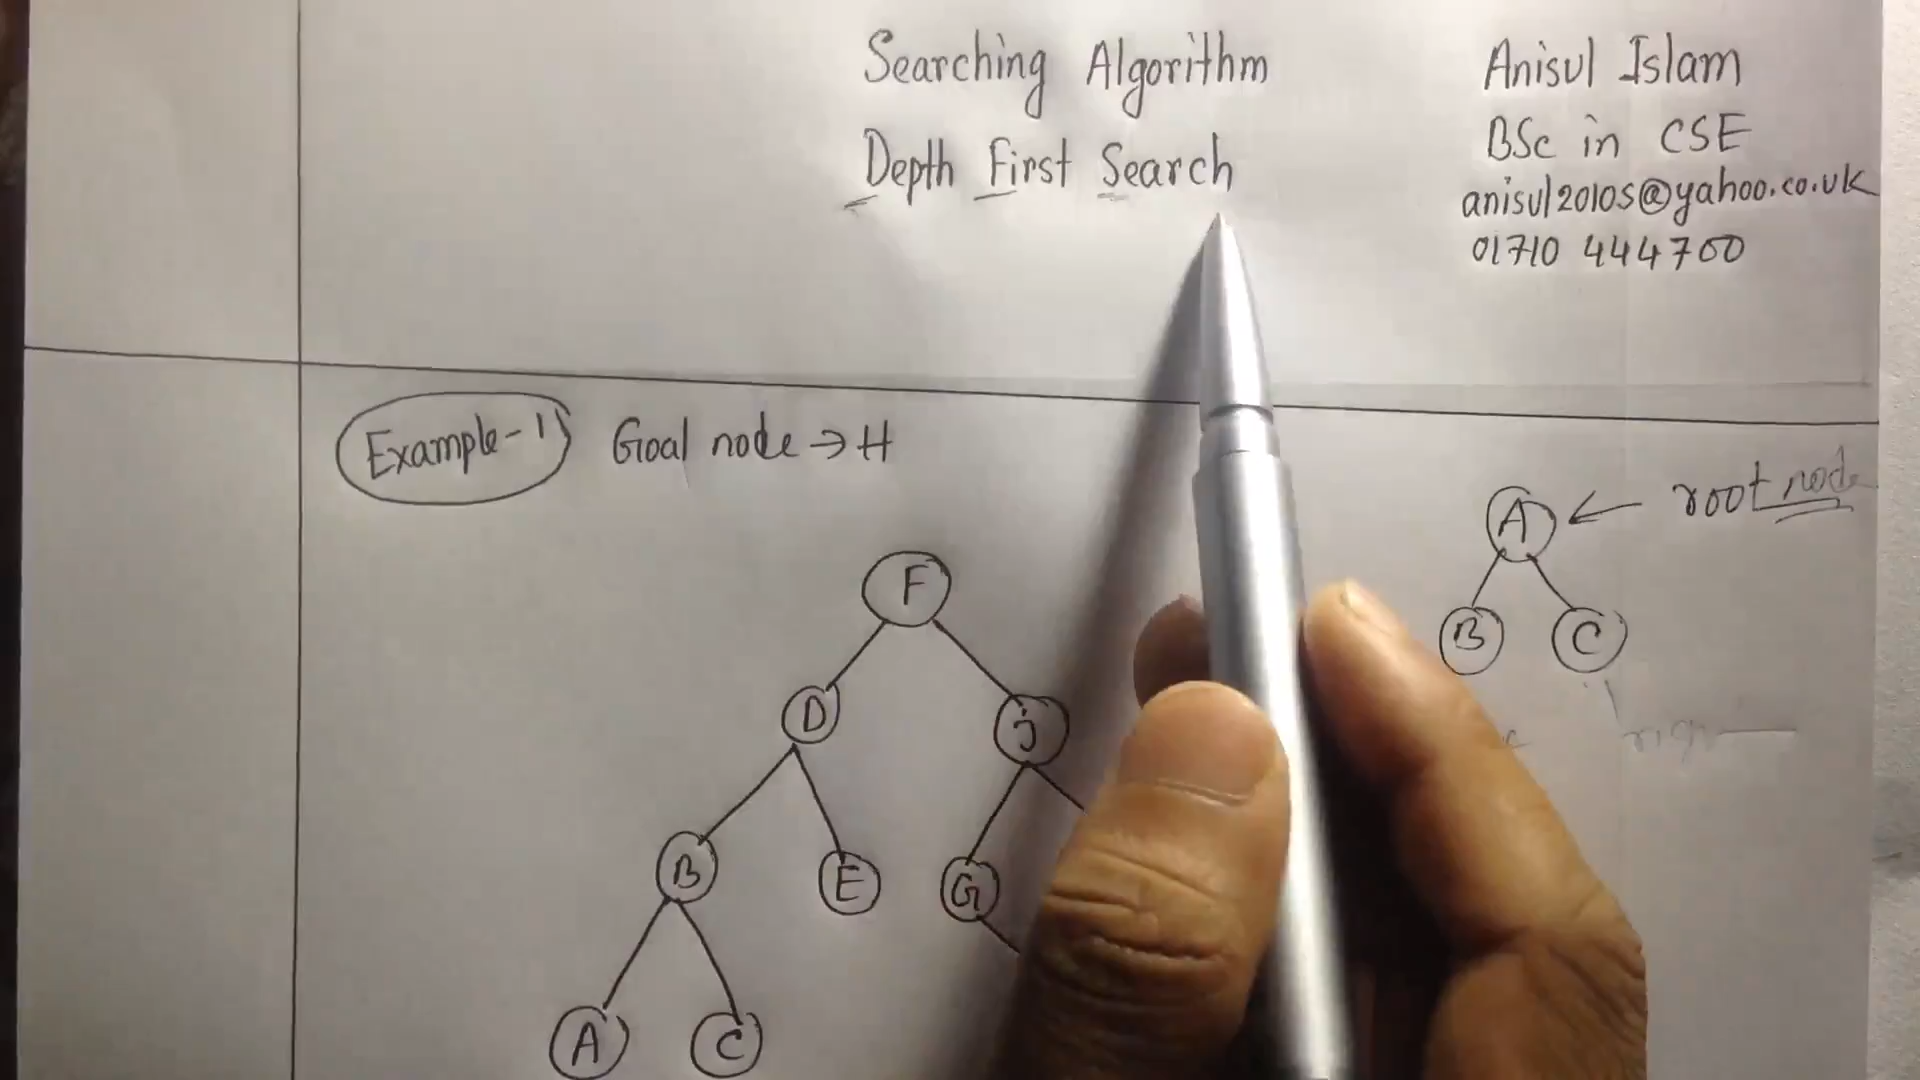 Searching Algorithm
Depth First Search
Anisul Islam
BSc in CSE
anisul2010s@yahoo.co.uk
01710 444700
Example-1 Goal node → H
A ← root node
B C
F
D j
B E G
A C